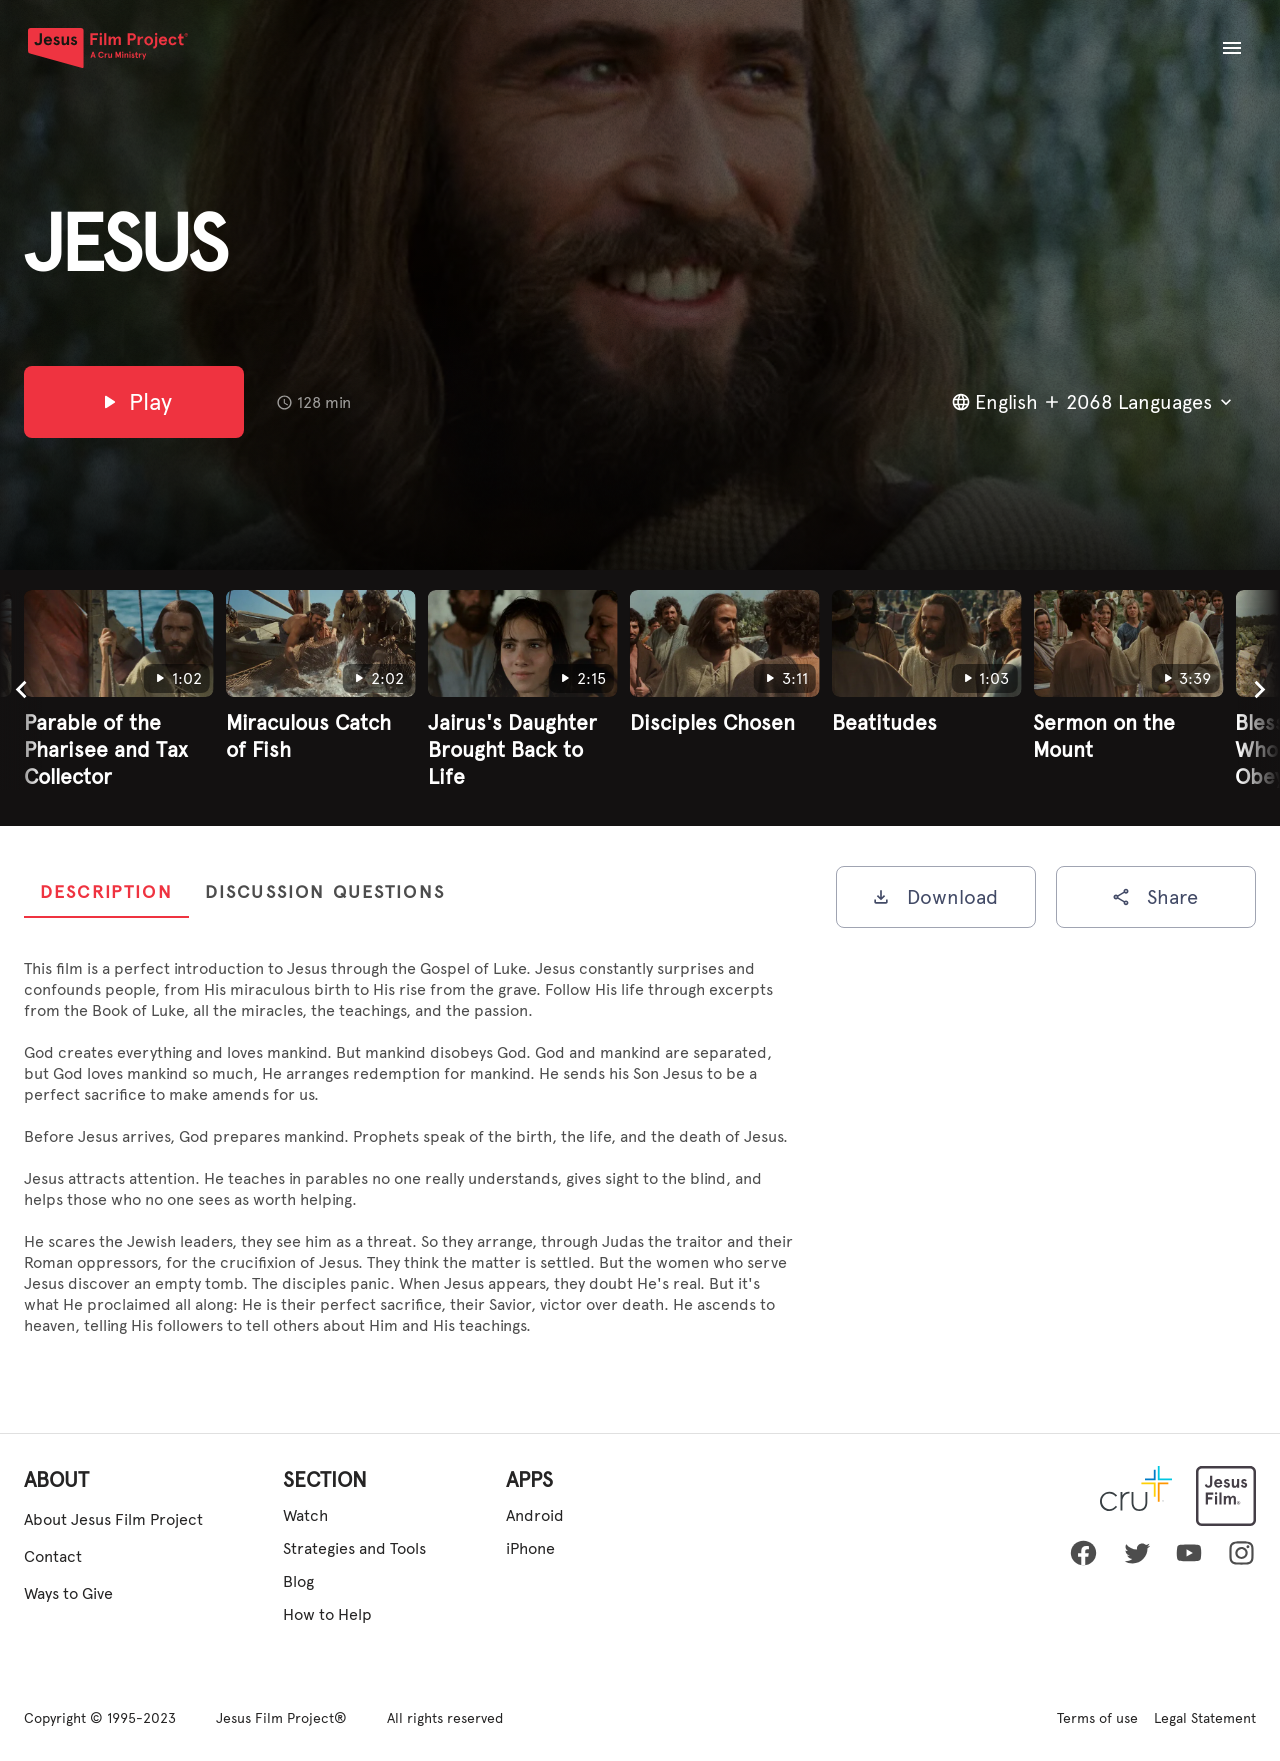 Jesus Film Project®
A Cru Ministry
JESUS
Play
128 min
English + 2068 Languages
1:02
2:02
2:15
3:11
1:03
3:39
Parable of the
Pharisee and Tax
Collector
Miraculous Catch
of Fish
Jairus's Daughter
Brought Back to
Life
Disciples Chosen
Beatitudes
Sermon on the
Mount
Who
DESCRIPTION
DISCUSSION QUESTIONS
Download
Share
This film is a perfect introduction to Jesus through the Gospel of Luke. Jesus constantly surprises and
confounds people, from His miraculous birth to His rise from the grave. Follow His life through excerpts
from the Book of Luke, all the miracles, the teachings, and the passion.
God creates everything and loves mankind. But mankind disobeys God. God and mankind are separated,
but God loves mankind so much, He arranges redemption for mankind. He sends his Son Jesus to be a
perfect sacrifice to make amends for us.
Before Jesus arrives, God prepares mankind. Prophets speak of the birth, the life, and the death of Jesus.
Jesus attracts attention. He teaches in parables no one really understands, gives sight to the blind, and
helps those who no one sees as worth helping.
He scares the Jewish leaders, they see him as a threat. So they arrange, through Judas the traitor and their
Roman oppressors, for the crucifixion of Jesus. They think the matter is settled. But the women who serve
Jesus discover an empty tomb. The disciples panic. When Jesus appears, they doubt He's real. But it's
what He proclaimed all along: He is their perfect sacrifice, their Savior, victor over death. He ascends to
heaven, telling His followers to tell others about Him and His teachings.
ABOUT
About Jesus Film Project
Contact
Ways to Give
SECTION
Watch
Strategies and Tools
Blog
How to Help
APPS
Android
iPhone
cru
Jesus
Film®
Copyright © 1995-2023
Jesus Film Project®
All rights reserved
Terms of use
Legal Statement